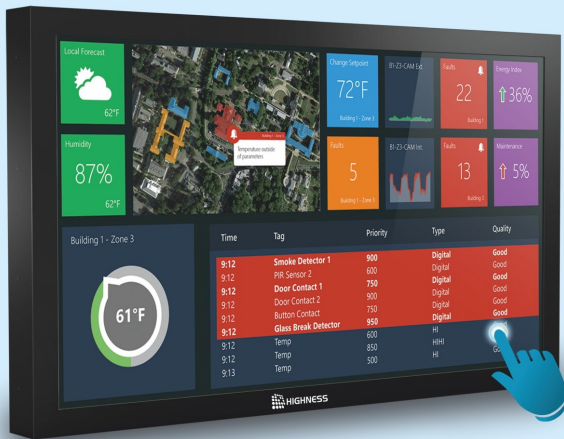 Local Forecast
62°F
Humidity
87%
62°F
Building 1 - Zone 3
Temperature outside
of parameters
Change Setpoint
72°F
Building 1 - Zone 3
B1-Z3-CAM Ext.
Faults
22
Building 1
Energy Index
36%
Faults
5
Building 1 - Zone 3
B1-Z3-CAM Int.
Faults
13
Building 3
Maintenance
5%
Building 1 - Zone 3
61°F
Time Tag Priority Type Quality
9:12 Smoke Detector 1 900 Digital Good
9:12 PIR Sensor 2 600 Digital Good
9:12 Door Contact 1 750 Digital Good
9:12 Door Contact 2 900 Digital Good
9:12 Button Contact 750 Digital Good
9:12 Glass Break Detector 950 Digital Good
9:12 Temp 600 HI
9:12 Temp 850 HIHI
9:13 Temp 500 HI
HIGHNESS